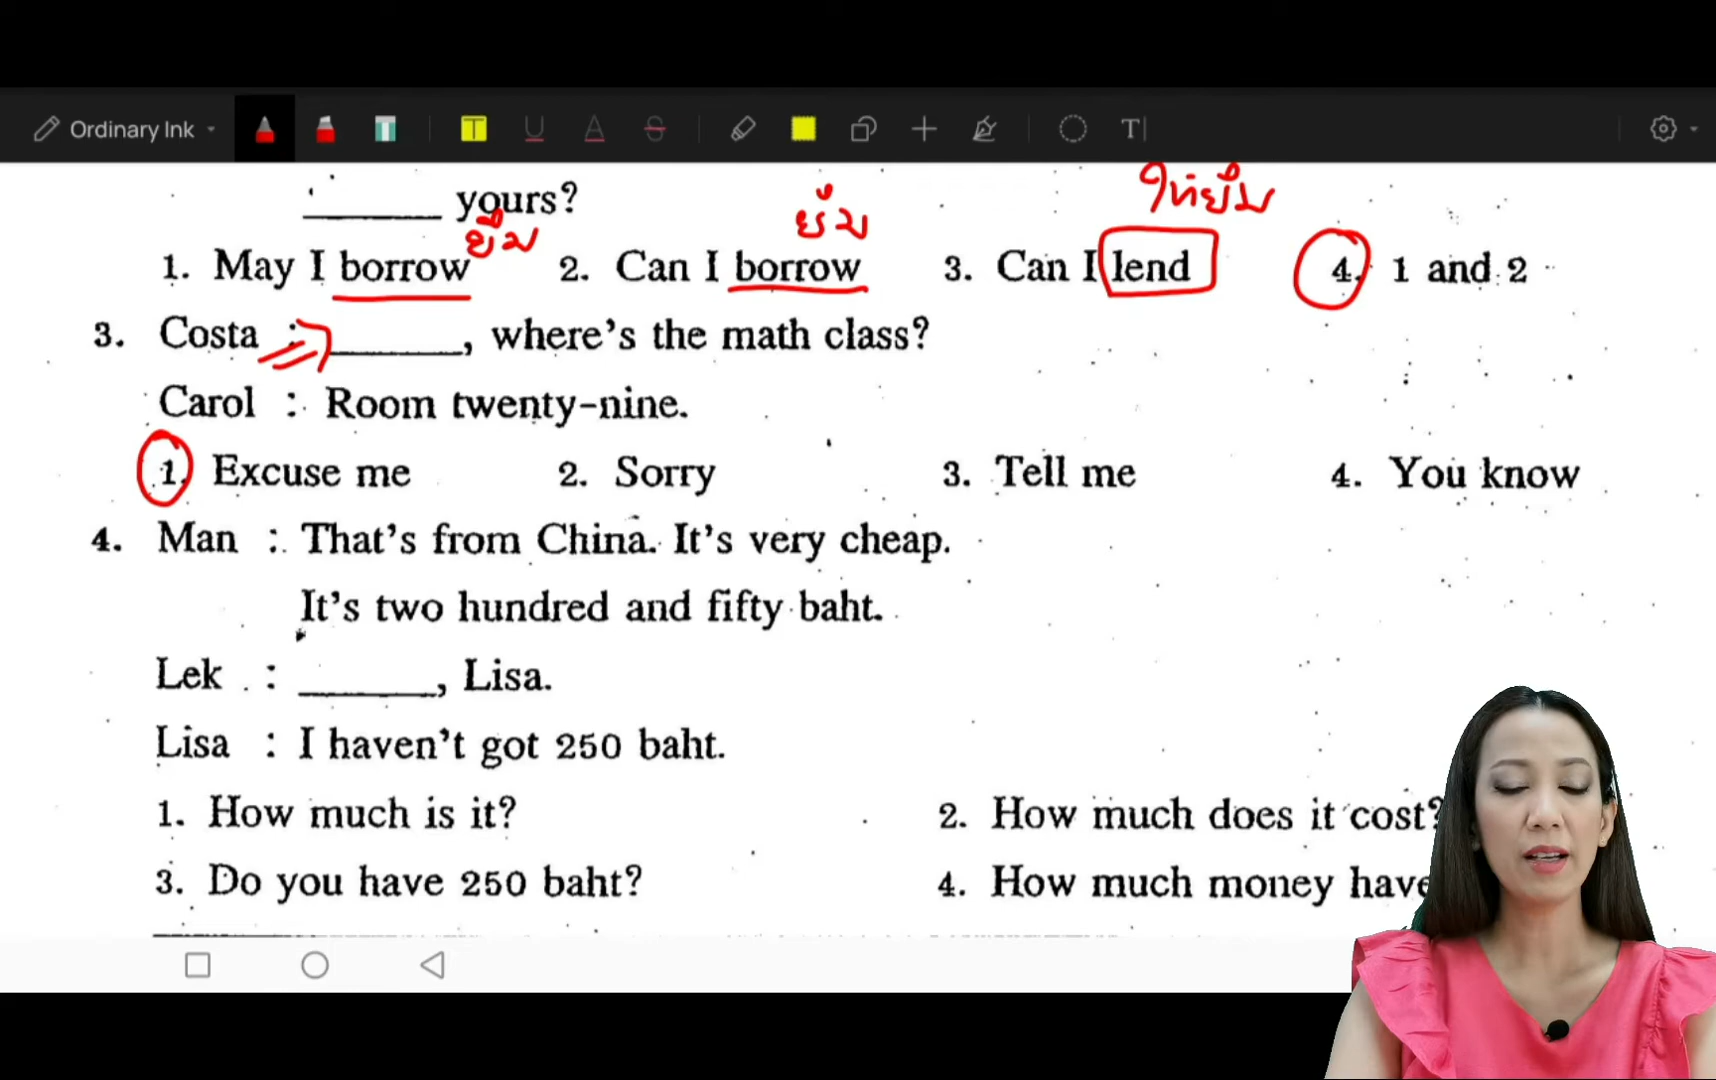 Ordinary Ink
_____ yours?
ยืม ยืม ให้ยืม
1. May I borrow 2. Can I borrow 3. Can I lend 4. 1 and 2
3. Costa : _____, where's the math class?
Carol : Room twenty-nine.
1. Excuse me 2. Sorry 3. Tell me 4. You know
4. Man : That's from China. It's very cheap.
It's two hundred and fifty baht.
Lek : _____, Lisa.
Lisa : I haven't got 250 baht.
1. How much is it? 2. How much does it cost?
3. Do you have 250 baht? 4. How much money have